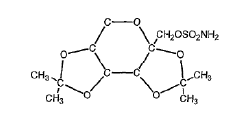 O
CH₂OSO₂NH₂
O O
CH₃ CH₃
CH₃ O O CH₃